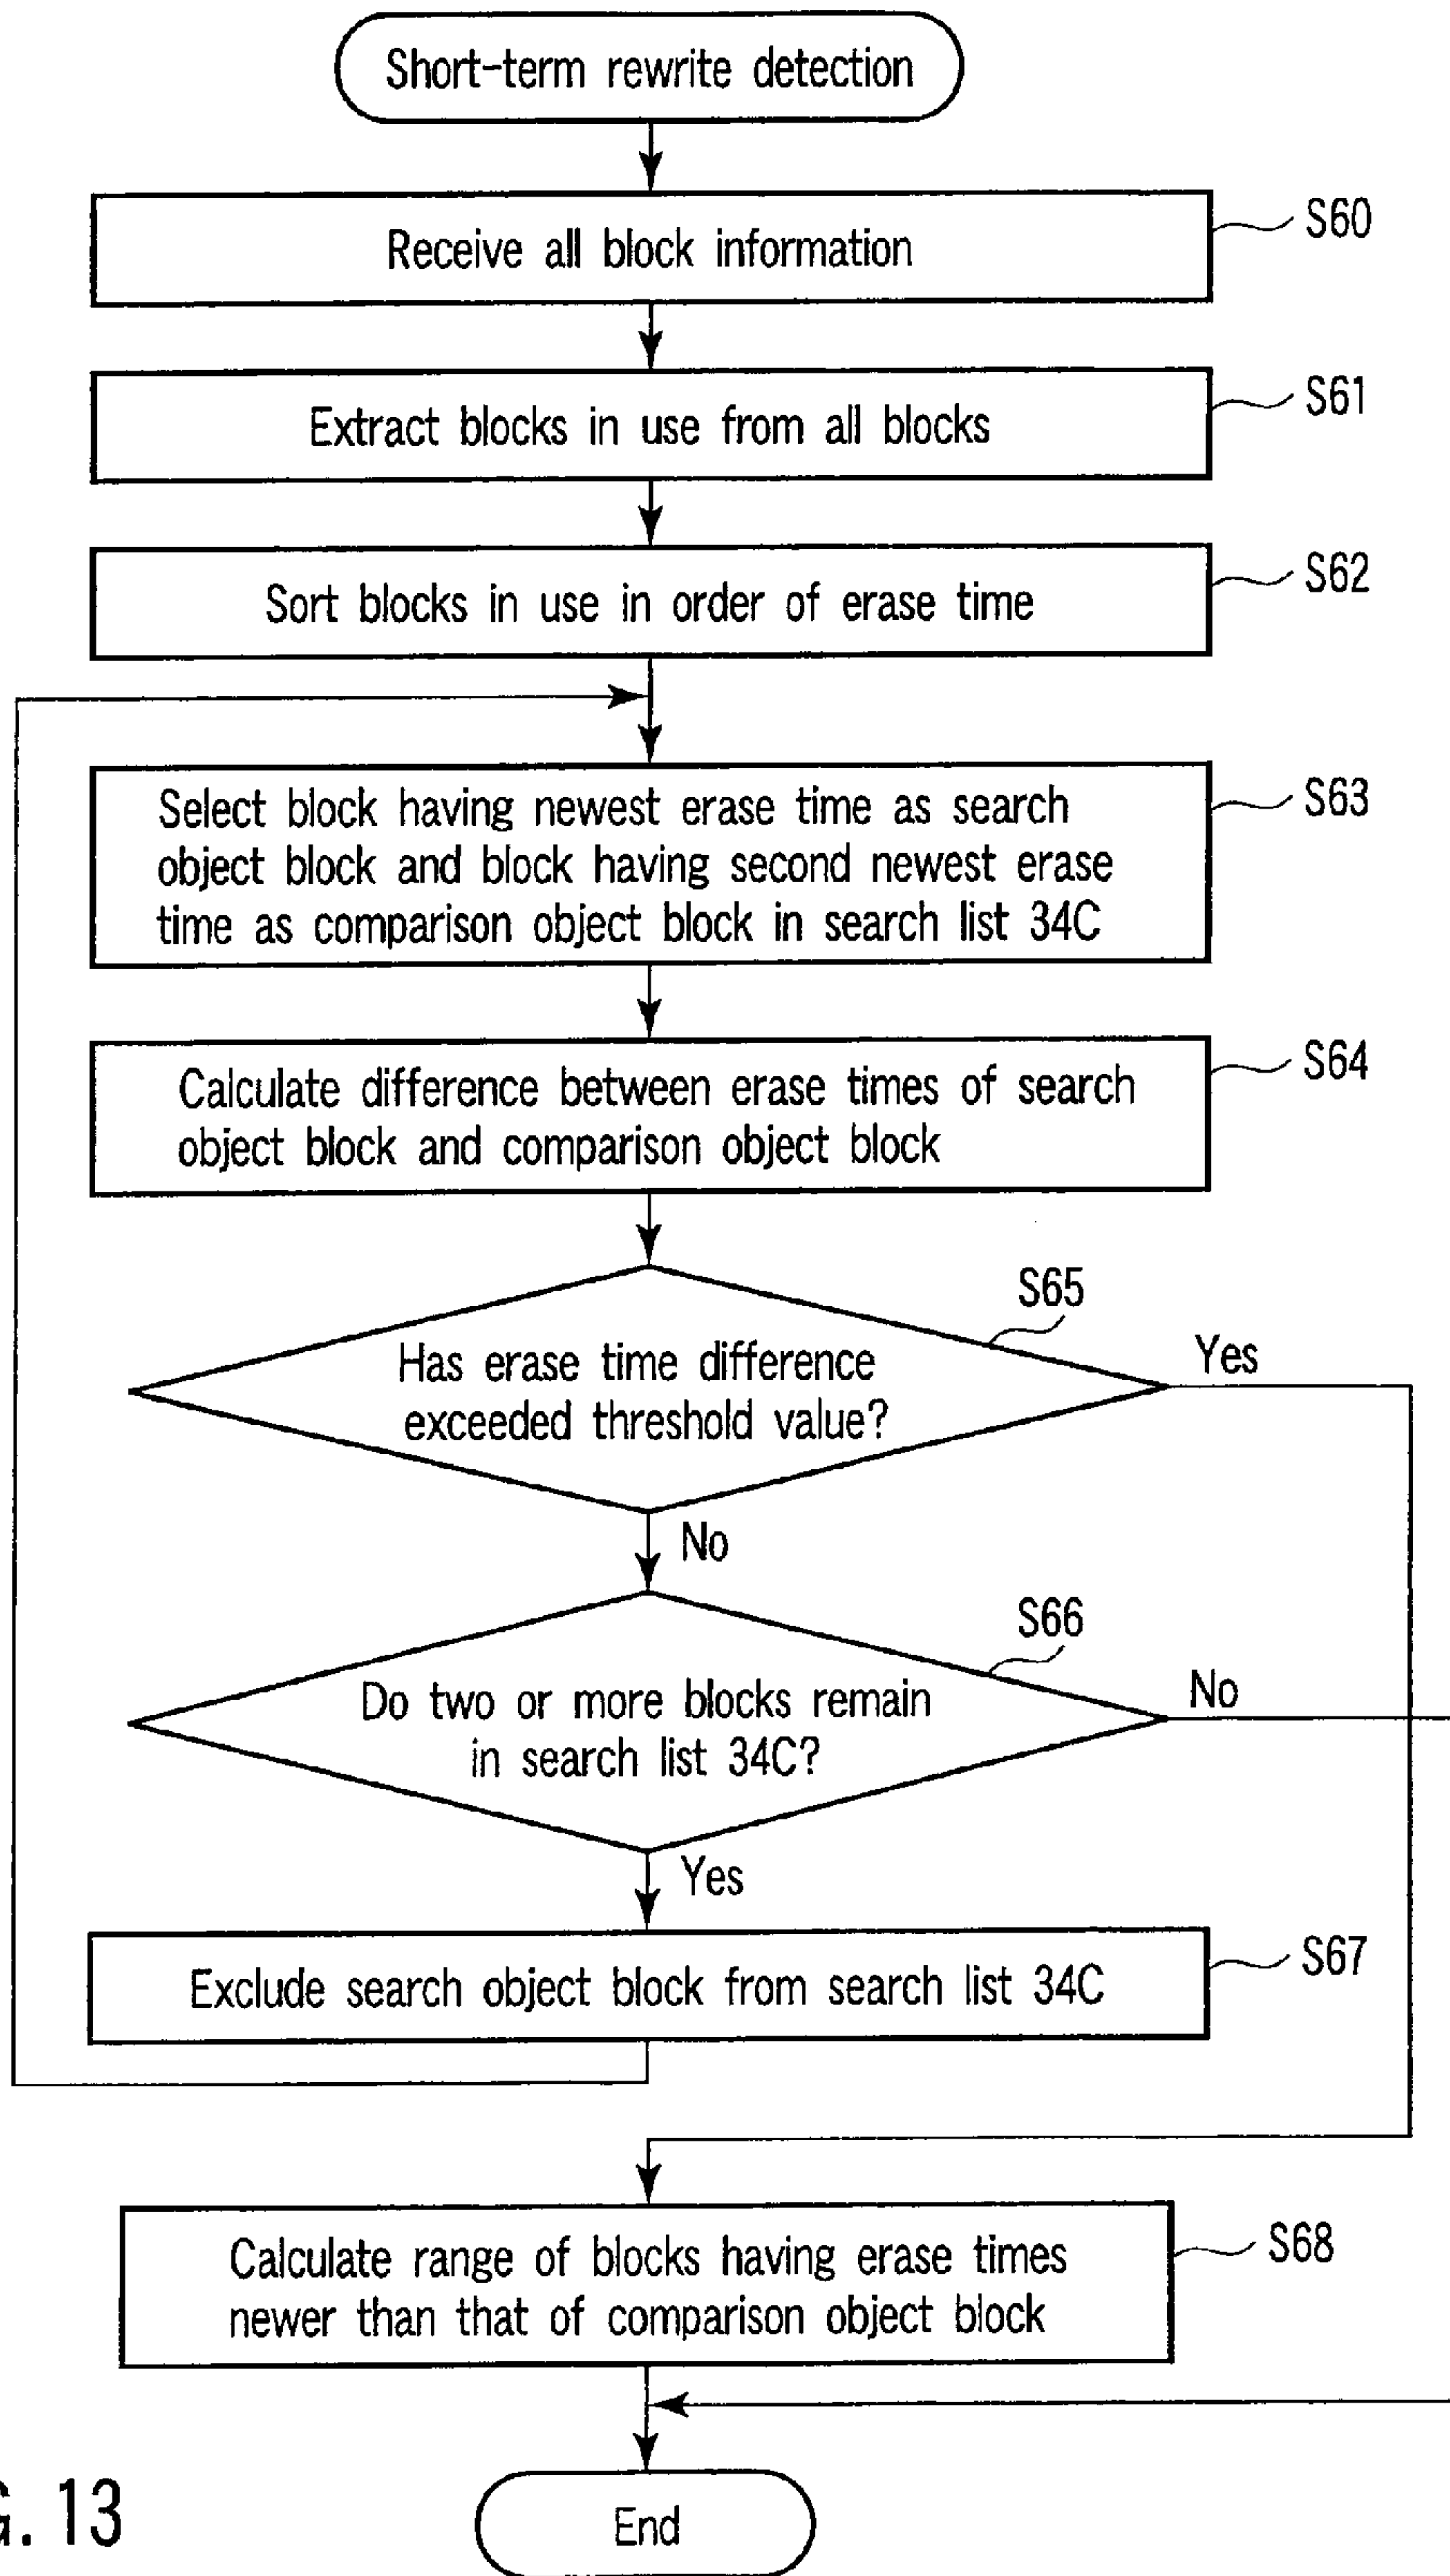 Short-term rewrite detection
Receive all block information
S60
Extract blocks in use from all blocks
S61
Sort blocks in use in order of erase time
S62
Select block having newest erase time as search
object block and block having second newest erase
time as comparison object block in search list 34C
S63
Calculate difference between erase times of search
object block and comparison object block
S64
S65
Has erase time difference
exceeded threshold value?
Yes
No
S66
Do two or more blocks remain
in search list 34C?
No
Yes
Exclude search object block from search list 34C
S67
Calculate range of blocks having erase times
newer than that of comparison object block
S68
End
G. 13